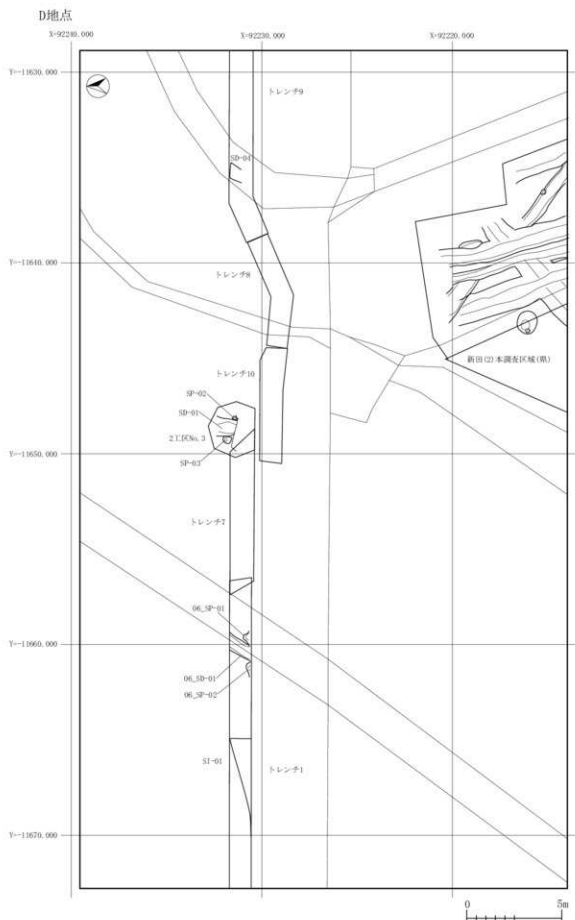 D地点
X=92240.000
X=92230.000
X=92220.000
Y=-11630.000
トレンチ9
SD-04
Y=-11640.000
トレンチ8
新田(2)本調査区域(県)
トレンチ10
SP-02
SD-01
2工区No.3
Y=-11650.000
SP-03
トレンチ7
06_SP-01
Y=-11660.000
06_SD-01
06_SP-02
SI-01
トレンチ1
Y=-11670.000
0
5m